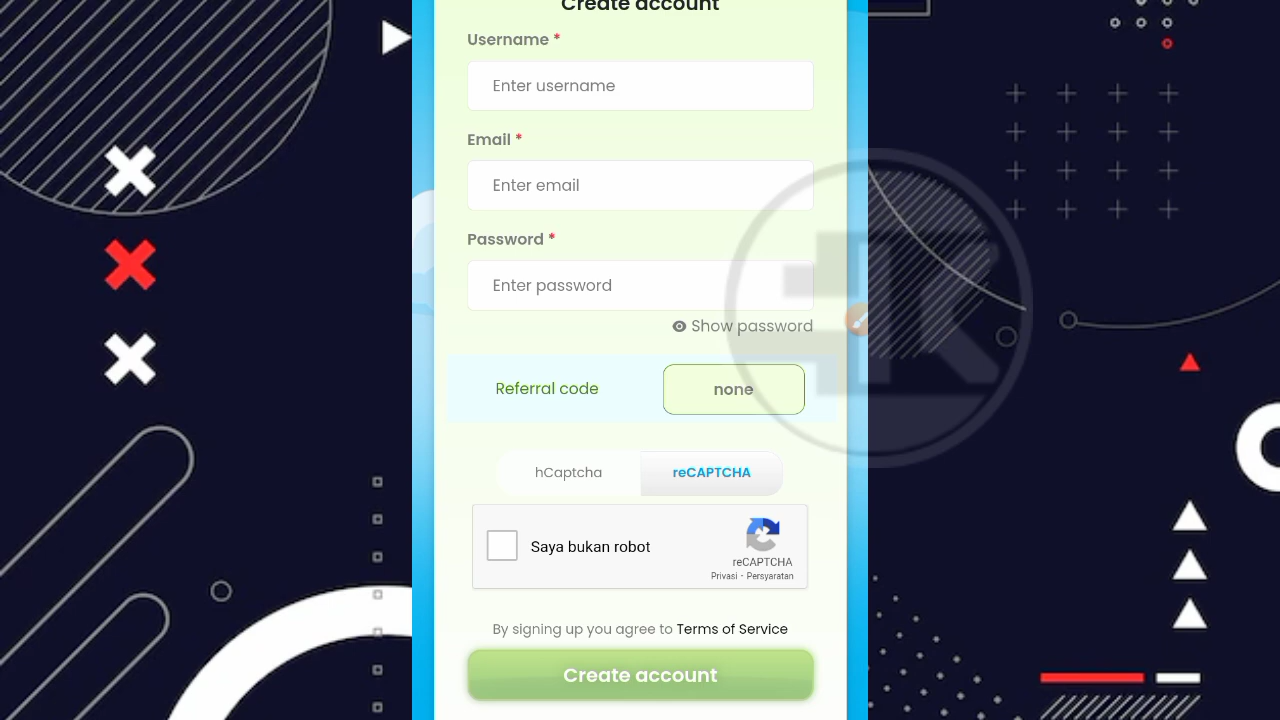 Create account
Username *
Enter username
Email *
Enter email
Password *
Enter password
Show password
Referral code
none
hCaptcha
reCAPTCHA
Saya bukan robot
reCAPTCHA
Privasi - Persyaratan
By signing up you agree to Terms of Service
Create account